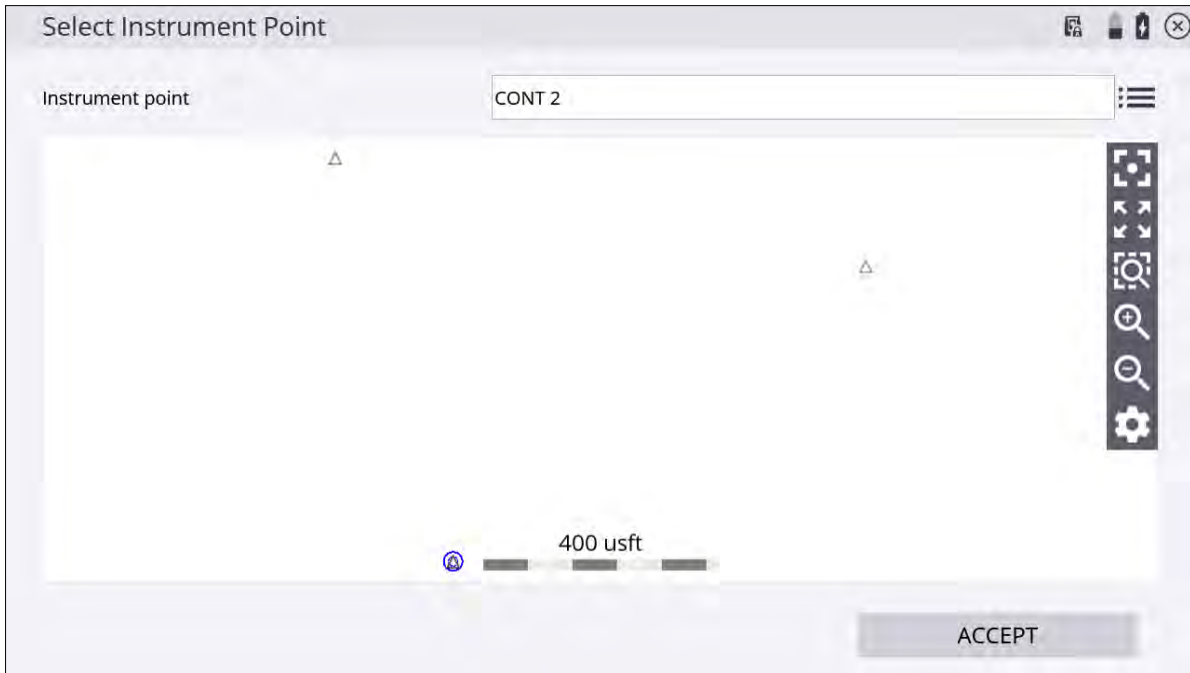 Select Instrument Point
Instrument point
CONT 2
400 usft
ACCEPT